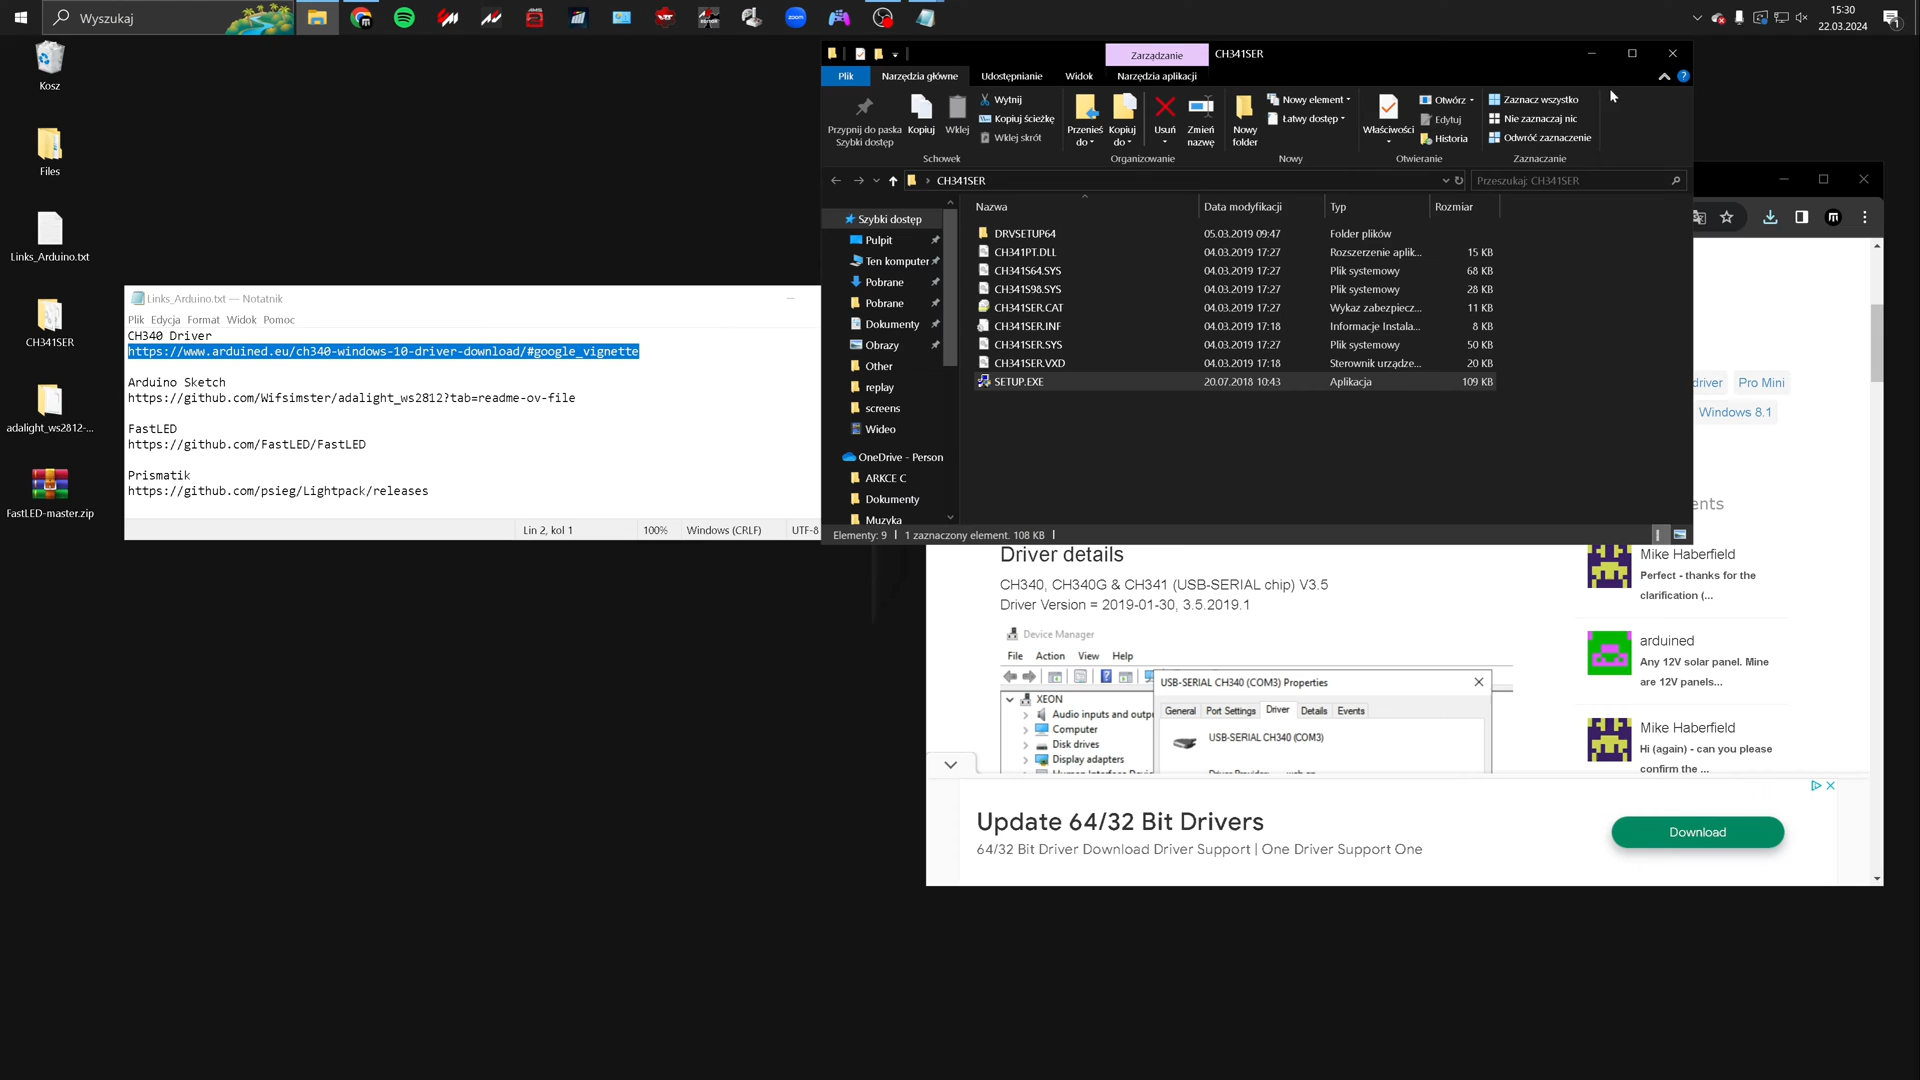 Wyszukaj
15:30
22.03.2024
1
Kosz
Files
Links_Arduino.txt
CH341SER
adalight_ws2812-...
FastLED-master.zip
Links_Arduino.txt — Notatnik
Plik Edycja Format Widok Pomoc
CH340 Driver
https://www.arduined.eu/ch340-windows-10-driver-download/#google_vignette
Arduino Sketch
https://github.com/Wifsimster/adalight_ws2812?tab=readme-ov-file
FastLED
https://github.com/FastLED/FastLED
Prismatik
https://github.com/psieg/Lightpack/releases
Lin 2, kol 1 100% Windows (CRLF) UTF-8
Zarządzanie CH341SER
Plik Narzędzia główne Udostępnianie Widok Narzędzia aplikacji
Przypnij do paska
Szybki dostęp
Kopiuj
Wklej
Wytnij
Kopiuj ścieżkę
Wklej skrót
Schowek
Przenieś
do
Kopiuj
do
Usuń
Zmień
nazwę
Organizowanie
Nowy
folder
Nowy element
Łatwy dostęp
Nowy
Właściwości
Otwórz
Edytuj
Historia
Otwieranie
Zaznacz wszystko
Nie zaznaczaj nic
Odwróć zaznaczenie
Zaznaczanie
CH341SER
Przeszukaj: CH341SER
Szybki dostęp
Pulpit
Ten komputer
Pobrane
Pobrane
Dokumenty
Obrazy
Other
replay
screens
Wideo
OneDrive - Person
ARKCE C
Dokumenty
Muzyka
Nazwa Data modyfikacji Typ Rozmiar
DRVSETUP64 05.03.2019 09:47 Folder plików
CH341PT.DLL 04.03.2019 17:27 Rozszerzenie aplik... 15 KB
CH341S64.SYS 04.03.2019 17:27 Plik systemowy 68 KB
CH341S98.SYS 04.03.2019 17:27 Plik systemowy 28 KB
CH341SER.CAT 04.03.2019 17:27 Wykaz zabezpiecz... 11 KB
CH341SER.INF 04.03.2019 17:18 Informacje Instala... 8 KB
CH341SER.SYS 04.03.2019 17:27 Plik systemowy 50 KB
CH341SER.VXD 04.03.2019 17:18 Sterownik urządze... 20 KB
SETUP.EXE 20.07.2018 10:43 Aplikacja 109 KB
Elementy: 9 1 zaznaczony element. 108 KB
driver Pro Mini
Windows 8.1
ents
Driver details
CH340, CH340G & CH341 (USB-SERIAL chip) V3.5
Driver Version = 2019-01-30, 3.5.2019.1
Device Manager
File Action View Help
XEON
Audio inputs and outpu
Computer
Disk drives
Display adapters
USB-SERIAL CH340 (COM3) Properties
General Port Settings Driver Details Events
USB-SERIAL CH340 (COM3)
Mike Haberfield
Perfect - thanks for the
clarification (...
arduined
Any 12V solar panel. Mine
are 12V panels...
Mike Haberfield
Hi (again) - can you please
confirm the ...
Update 64/32 Bit Drivers
64/32 Bit Driver Download Driver Support | One Driver Support One
Download